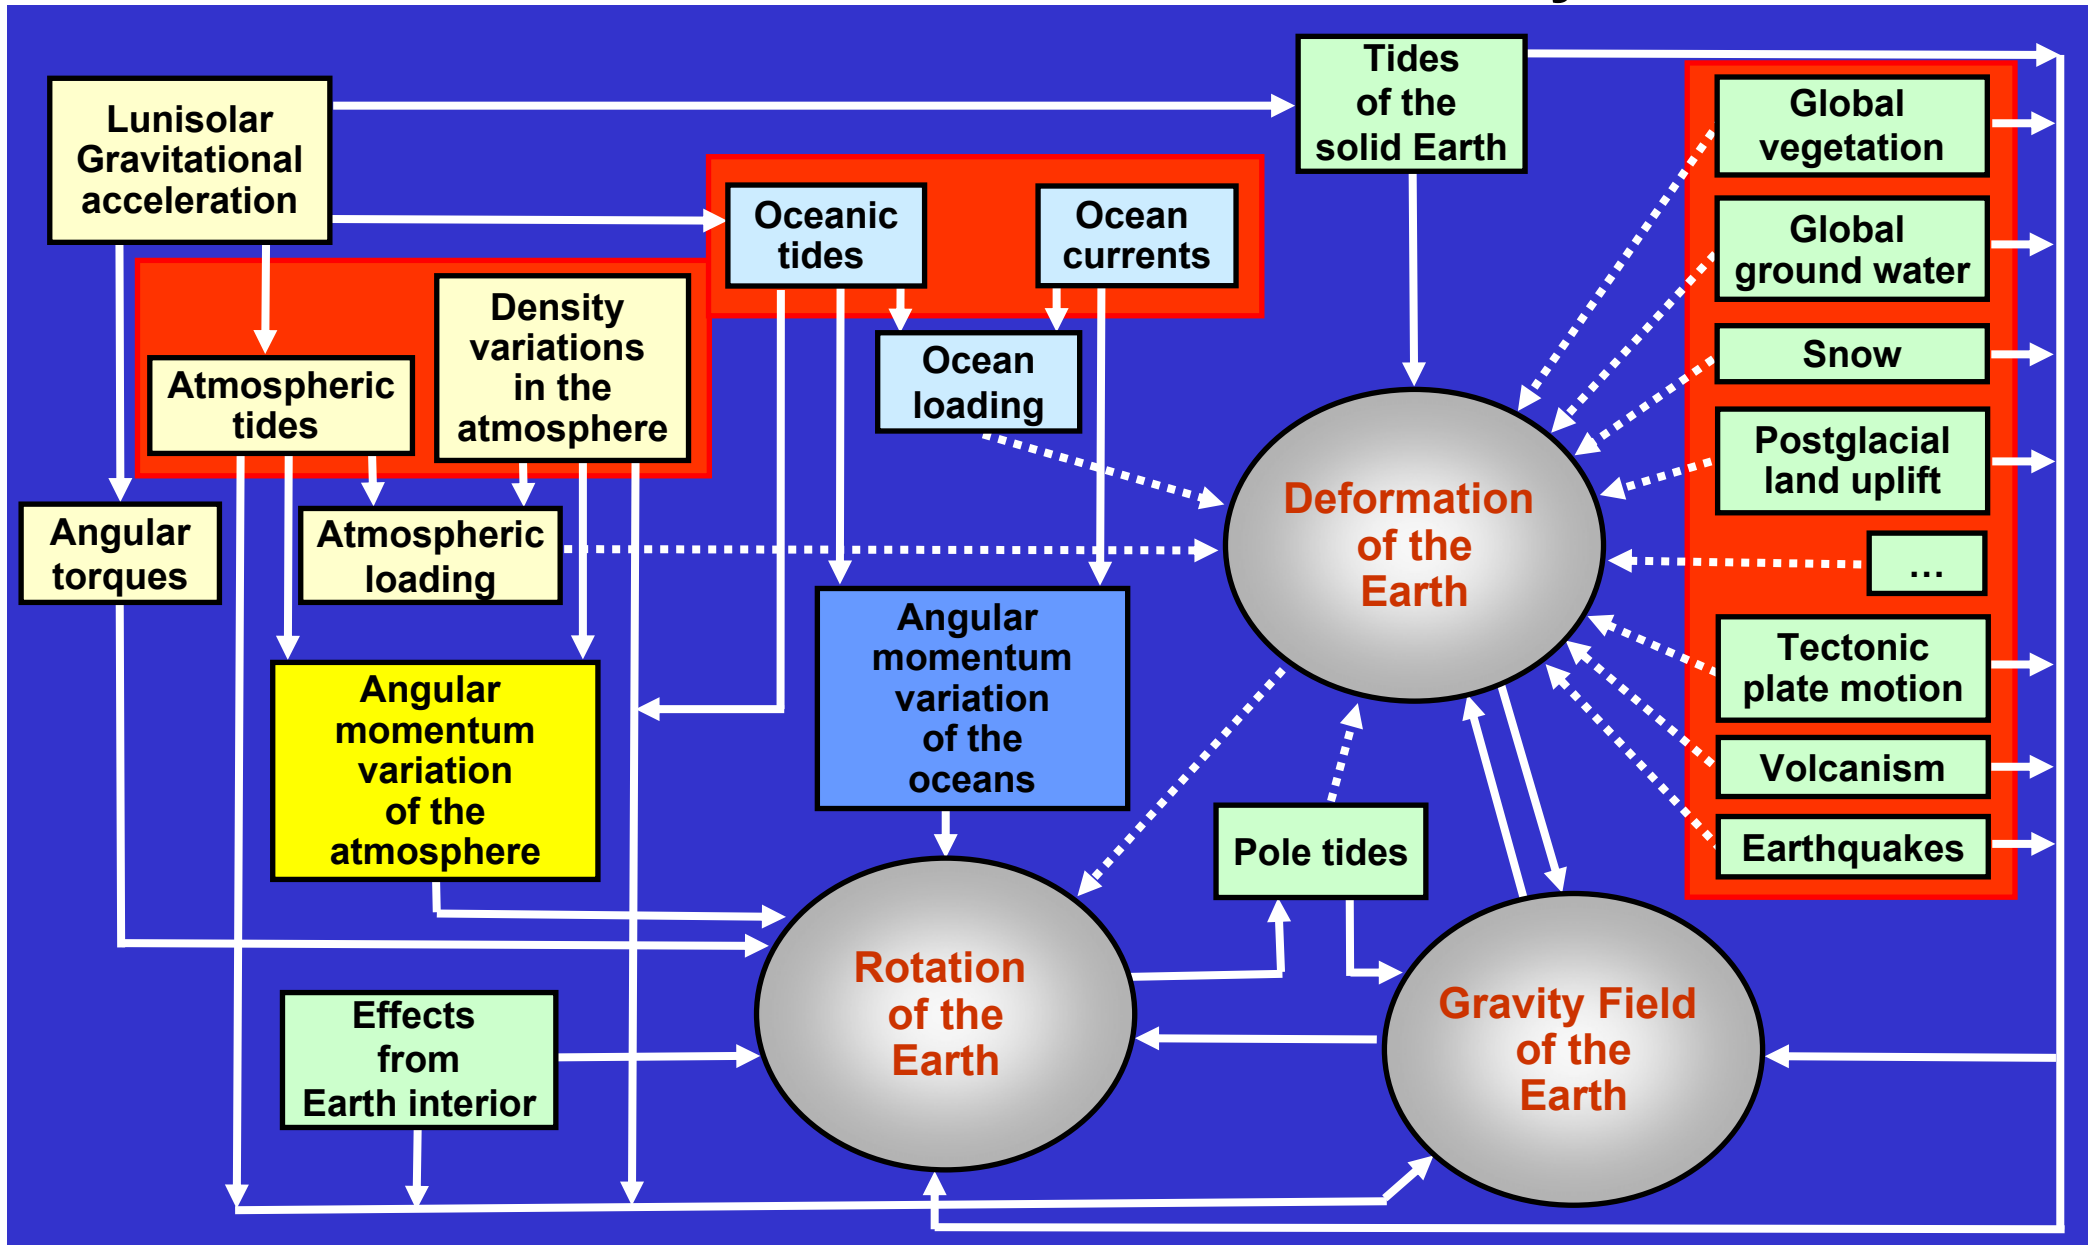 Tides
of the
solid Earth
Lunisolar
Gravitational
acceleration
Global
vegetation
Oceanic
tides
Ocean
currents
Global
ground water
Density
variations
in the
atmosphere
Atmospheric
tides
Ocean
loading
Snow
Postglacial
land uplift
Deformation
of the
Earth
Angular
torques
Atmospheric
loading
...
Angular
momentum
variation
of the
oceans
Tectonic
plate motion
Angular
momentum
variation
of the
atmosphere
Volcanism
Pole tides
Earthquakes
Rotation
of the
Earth
Gravity Field
of the
Earth
Effects
from
Earth interior